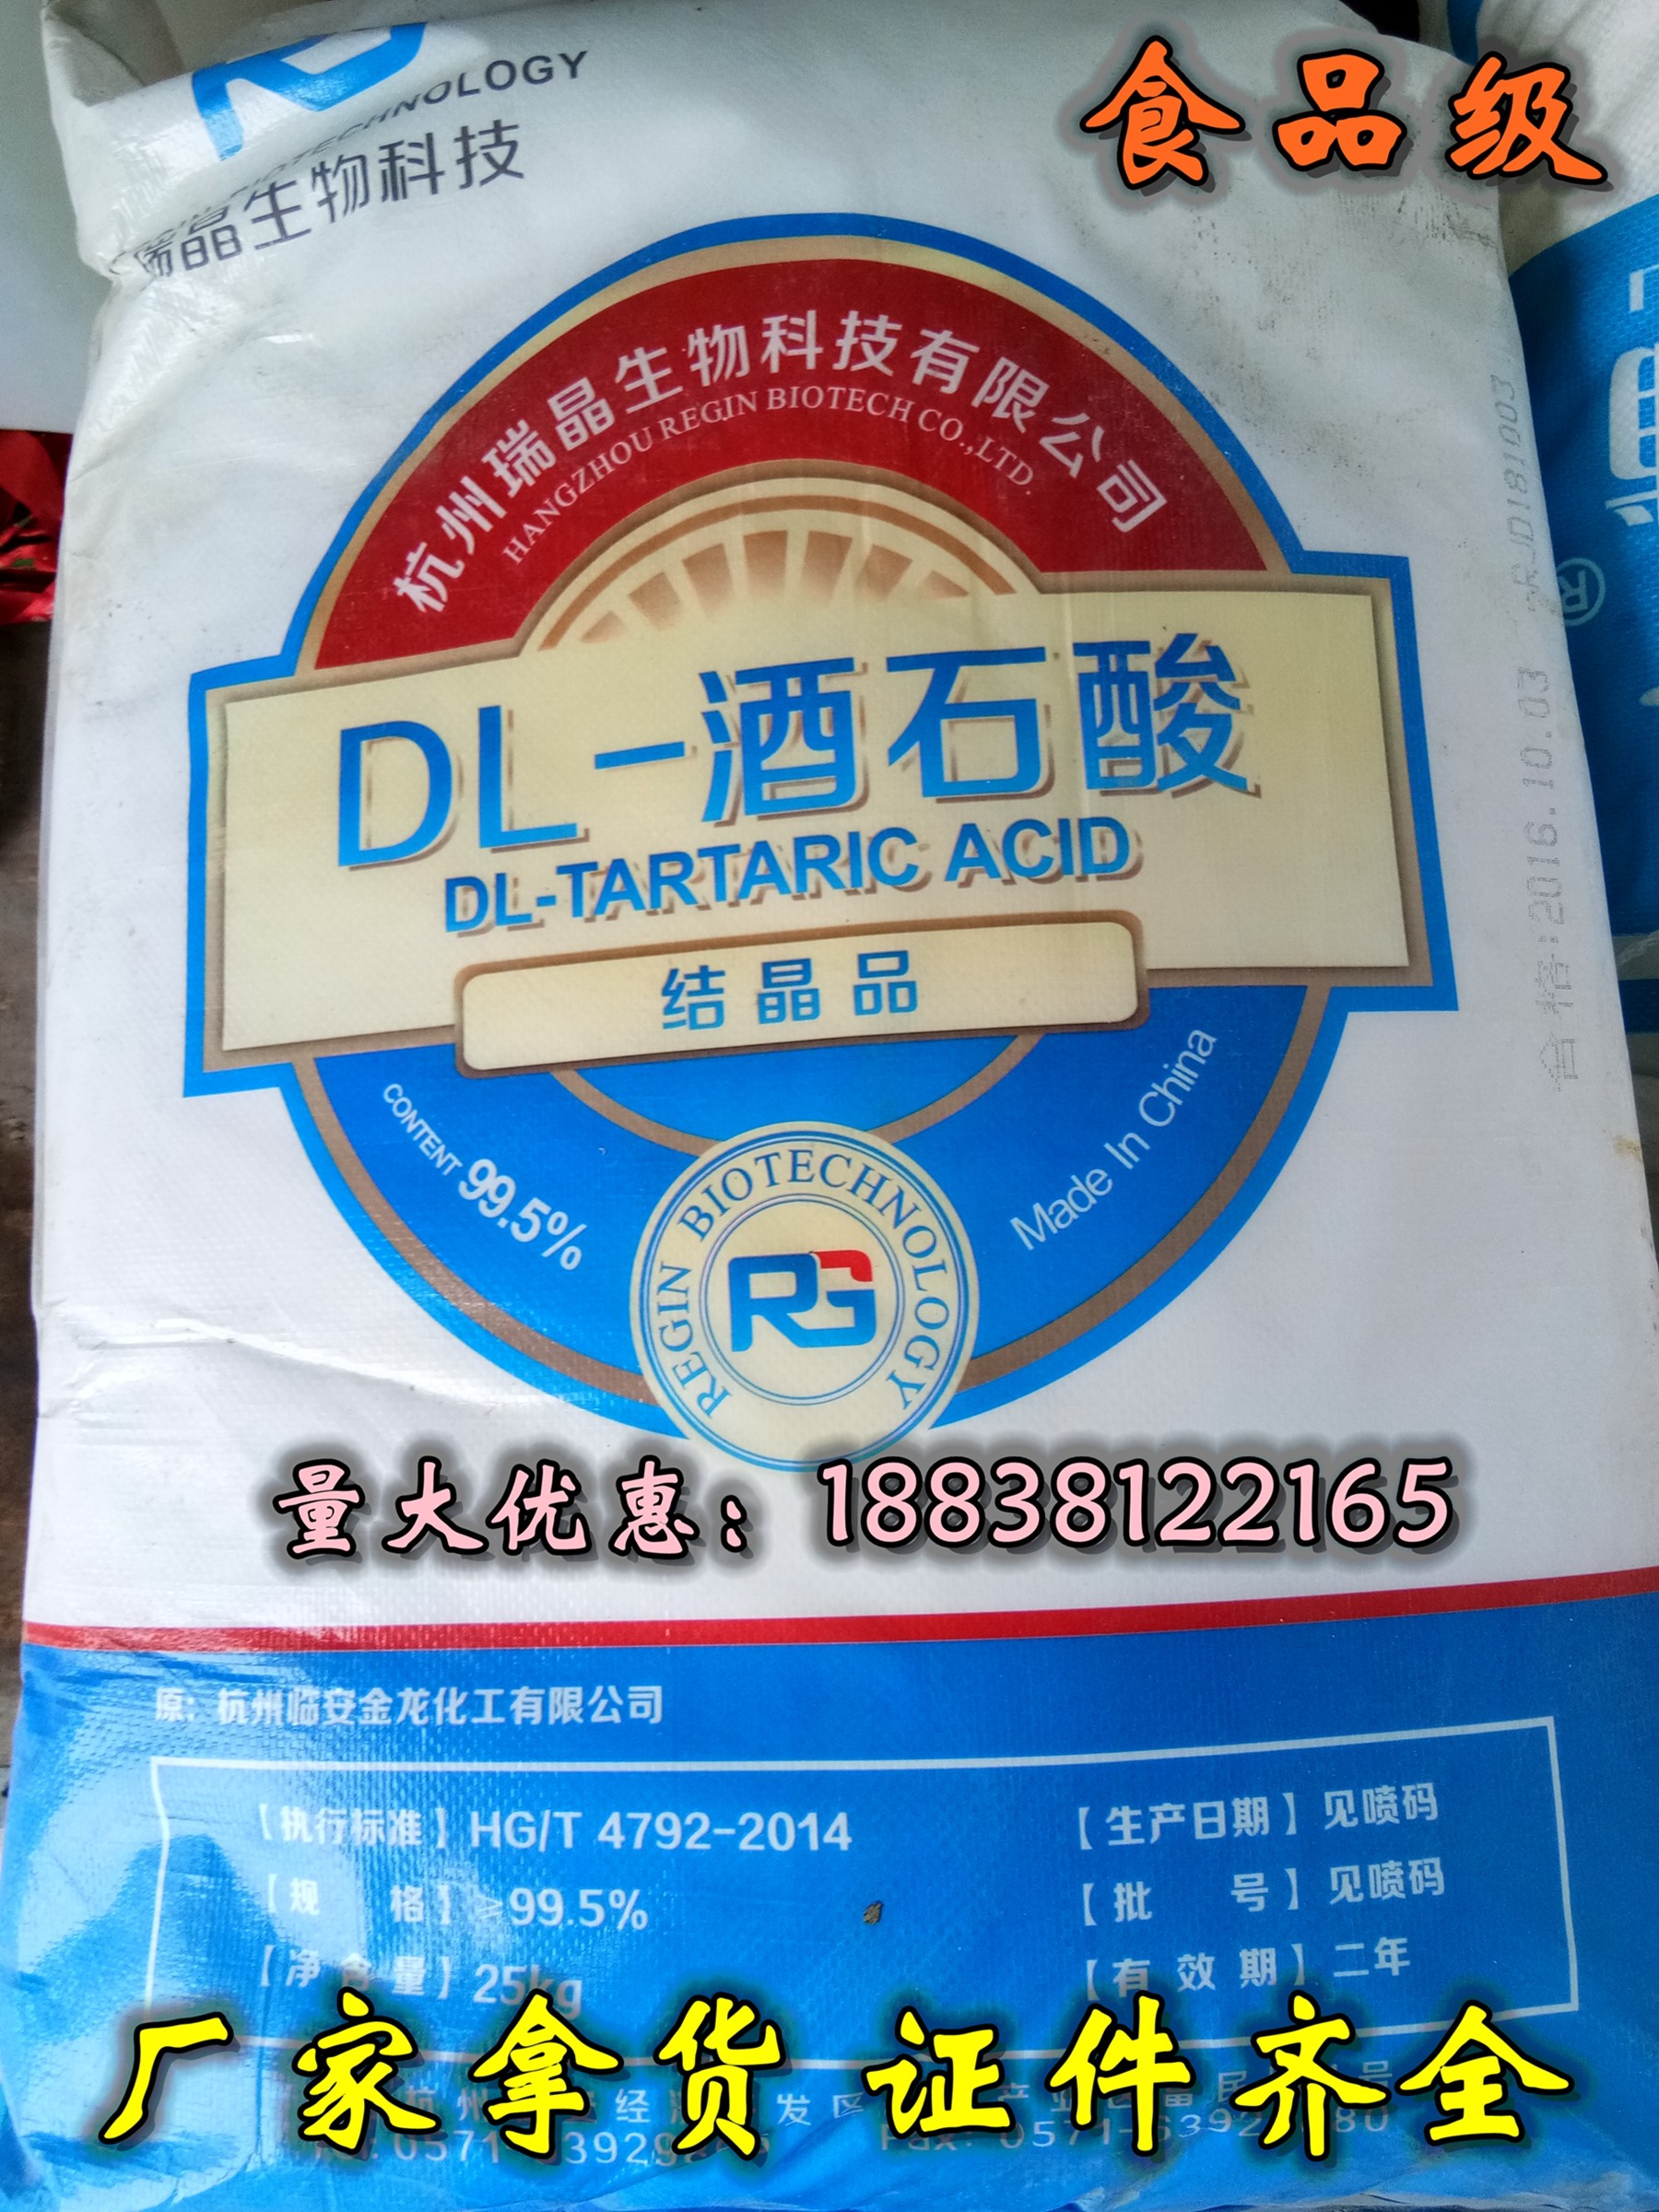 食品级
生物科技
杭州瑞晶生物科技有限公司
HANGZHOU REGIN BIOTECH CO.,LTD.
DL-酒石酸
DL-TARTARIC ACID
结晶品
CONTENT 99.5%
Made In China
REGIN BIOTECHNOLOGY
RG
合格:2016.10.03
RJD181003
®
量大优惠：18838122165
原: 杭州临安金龙化工有限公司
【执行标准】HG/T 4792-2014
【规 格】≥99.5%
【净含量】25kg
【生产日期】见喷码
【批 号】见喷码
【有效期】二年
厂家拿货 证件齐全